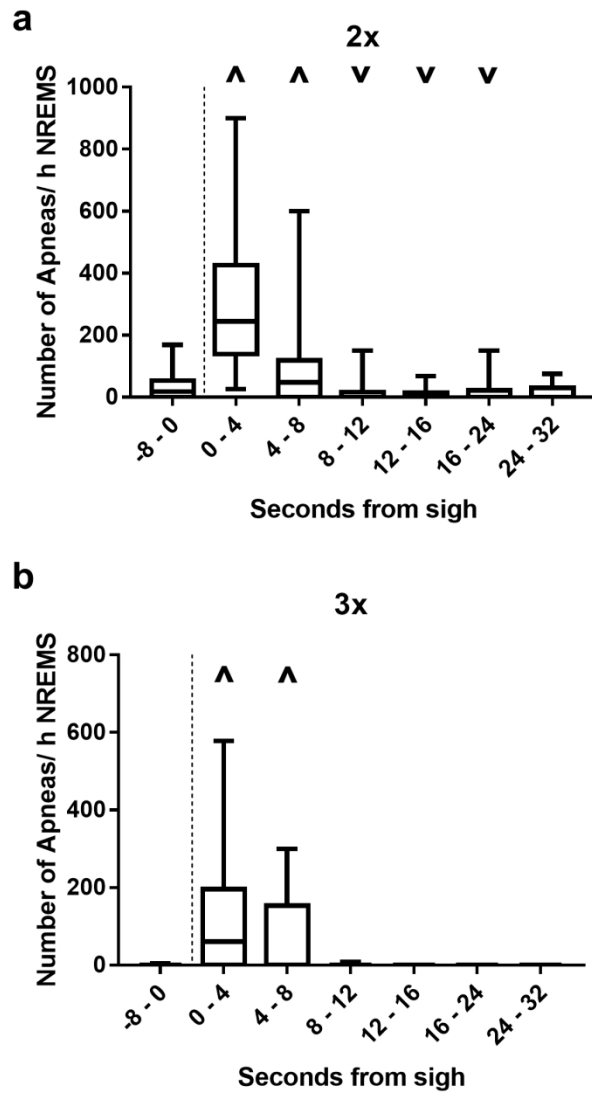 a
2x
^ ^ v v v
Number of Apneas/ h NREMS
1000
800
600
400
200
0
-8 - 0
0 - 4
4 - 8
8 - 12
12 - 16
16 - 24
24 - 32
Seconds from sigh
b
3x
^ ^
Number of Apneas/ h NREMS
800
600
400
200
0
-8 - 0
0 - 4
4 - 8
8 - 12
12 - 16
16 - 24
24 - 32
Seconds from sigh